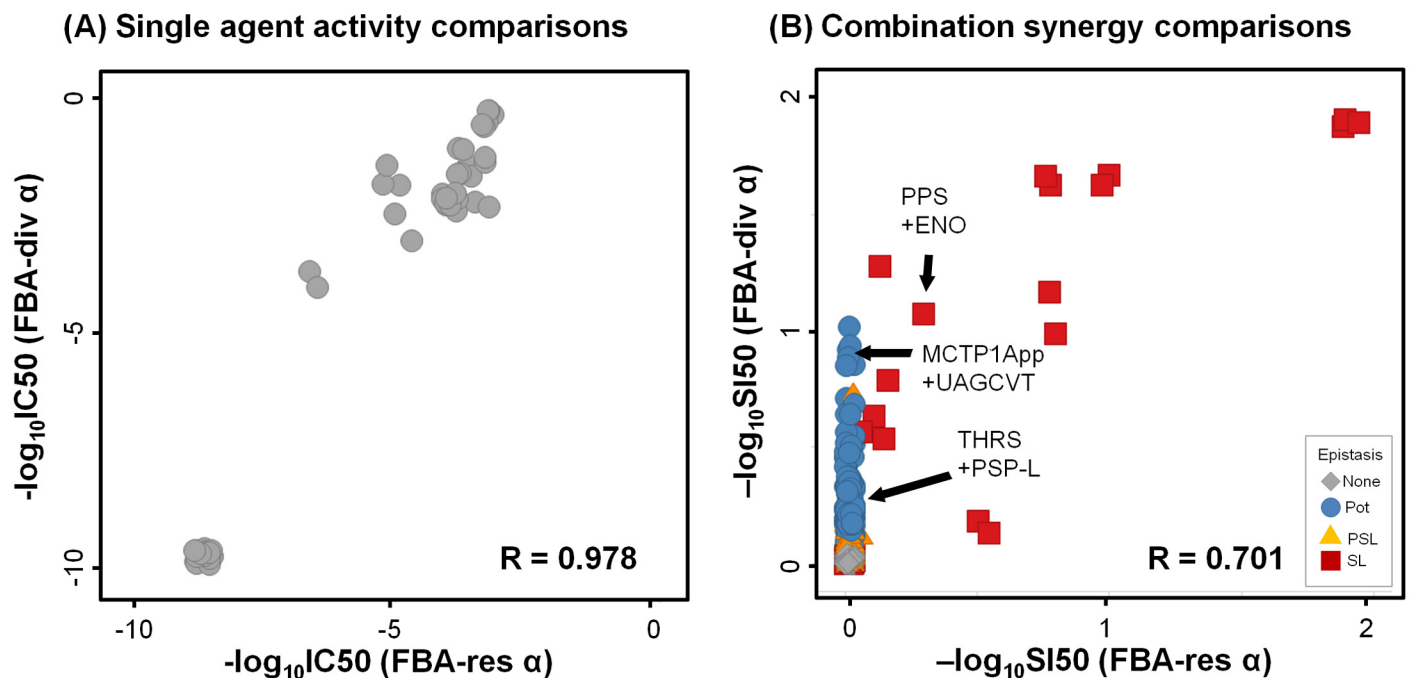 (A) Single agent activity comparisons
-log10IC50 (FBA-div α)
0
-5
-10
-10
-5
0
R = 0.978
-log10IC50 (FBA-res α)
(B) Combination synergy comparisons
–log10SI50 (FBA-div α)
2
1
0
0
1
2
PPS
+ENO
MCTP1App
+UAGCVT
THRS
+PSP-L
Epistasis
None
Pot
PSL
SL
R = 0.701
–log10SI50 (FBA-res α)